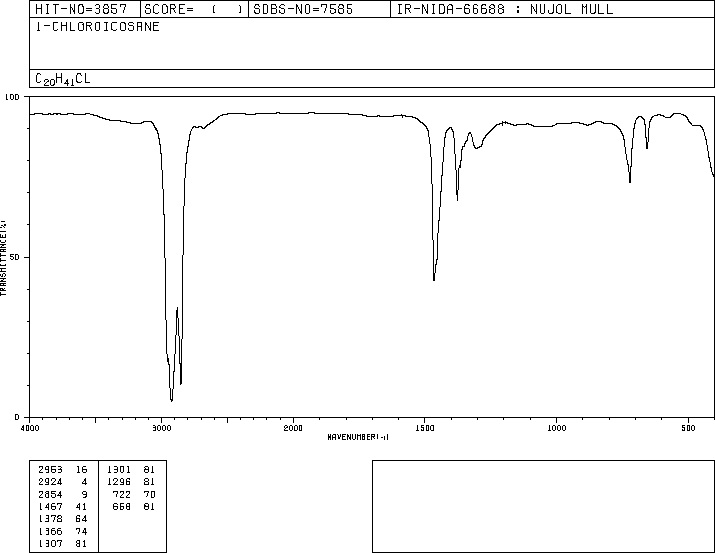 HIT-NO=3857 SCORE= ( ) SDBS-NO=7585 IR-NIDA-66688 : NUJOL MULL
1-CHLOROICOSANE
C20H41CL
100
50
0
TRANSMITTANCE(%)
4000 3000 2000 1500 1000 500
WAVENUMBER(-1)
2963 16 1301 81
2924 4 1296 81
2854 9 722 70
1467 41 668 81
1378 64
1366 74
1307 81